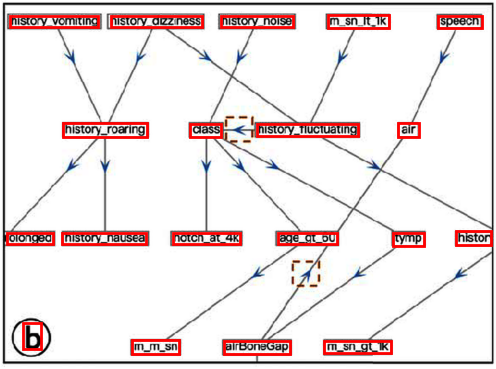 history_vomiting history_dizziness history_noise m_sn_lt_1k speech
history_roaring class history_fluctuating air
olonged history_nausea notch_at_4k age_gt_60 tymp histor
b m_m_sn airBoneGap m_sn_gt_1k